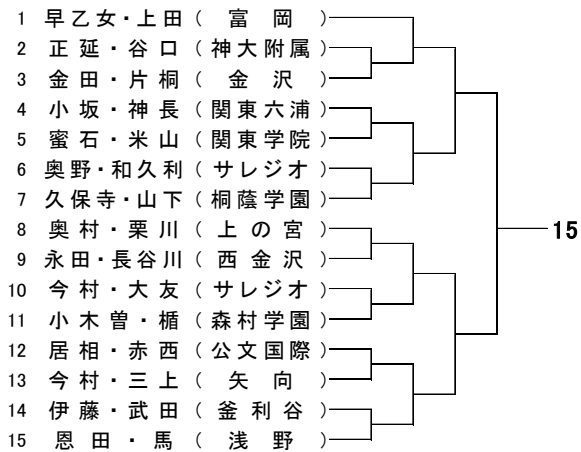 1 早乙女・上田 ( 富岡 )
2 正延・谷口 ( 神大附属 )
3 金田・片桐 ( 金沢 )
4 小坂・神長 ( 関東六浦 )
5 蜜石・米山 ( 関東学院 )
6 奥野・和久利 ( サレジオ )
7 久保寺・山下 ( 桐蔭学園 )
8 奥村・栗川 ( 上の宮 )
9 永田・長谷川 ( 西金沢 )
10 今村・大友 ( サレジオ )
11 小木曽・楯 ( 森村学園 )
12 居相・赤西 ( 公文国際 )
13 今村・三上 ( 矢向 )
14 伊藤・武田 ( 釜利谷 )
15 恩田・馬 ( 浅野 )
15